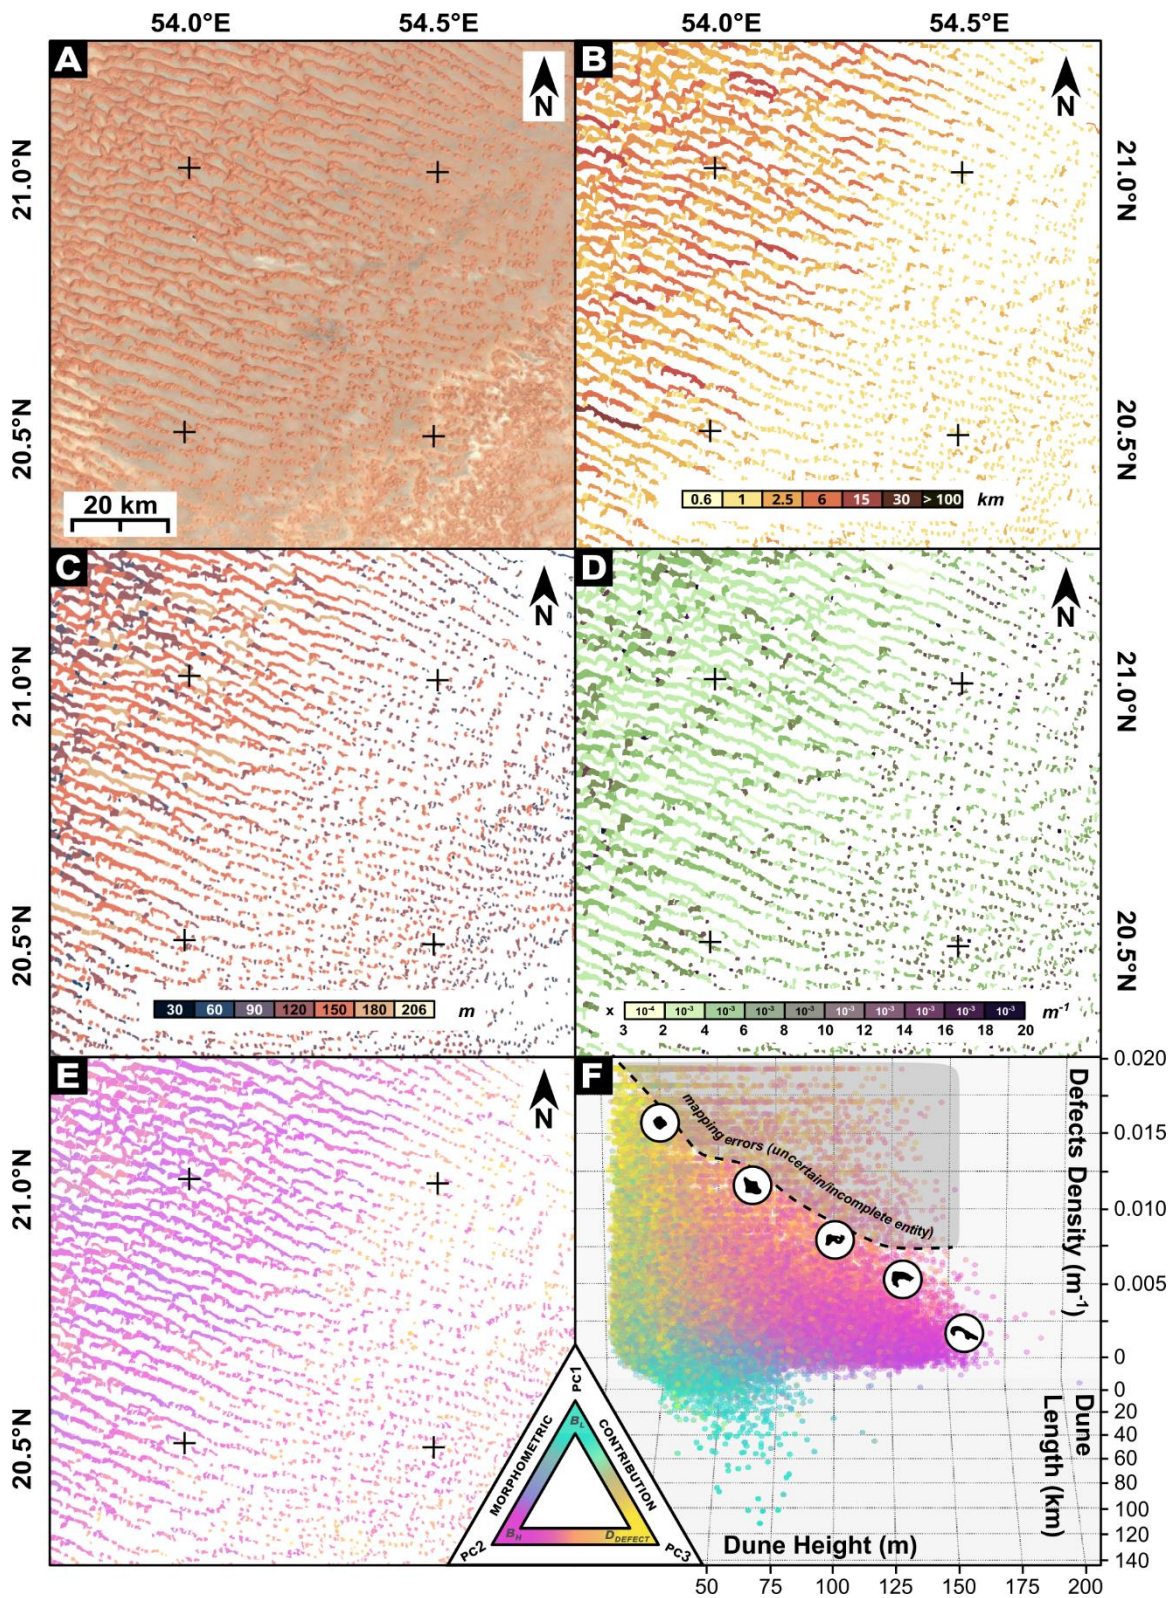 54.0°E 54.5°E 54.0°E 54.5°E
A
N
B
N
21.0°N
21.0°N
20.5°N
20.5°N
20 km
0.6 1 2.5 6 15 30 > 100 km
C
N
D
N
21.0°N
21.0°N
20.5°N
20.5°N
30 60 90 120 150 180 206 m
x 10⁻⁴ 10⁻³ 10⁻³ 10⁻³ 10⁻³ 10⁻³ 10⁻³ 10⁻³ 10⁻³ 10⁻³ m⁻¹
3 2 4 6 8 10 12 14 16 18 20
E
N
21.0°N
20.5°N
PC1
MORPHOMETRIC
CONTRIBUTION
B_L
B_H
D_DEFECT
PC2
PC3
F
mapping errors (uncertain/incomplete entity)
0.020
0.015
0.010
0.005
0
Defects Density (m⁻¹)
0
20
40
60
80
100
120
140
Dune
Length (km)
Dune Height (m)
50 75 100 125 150 175 200